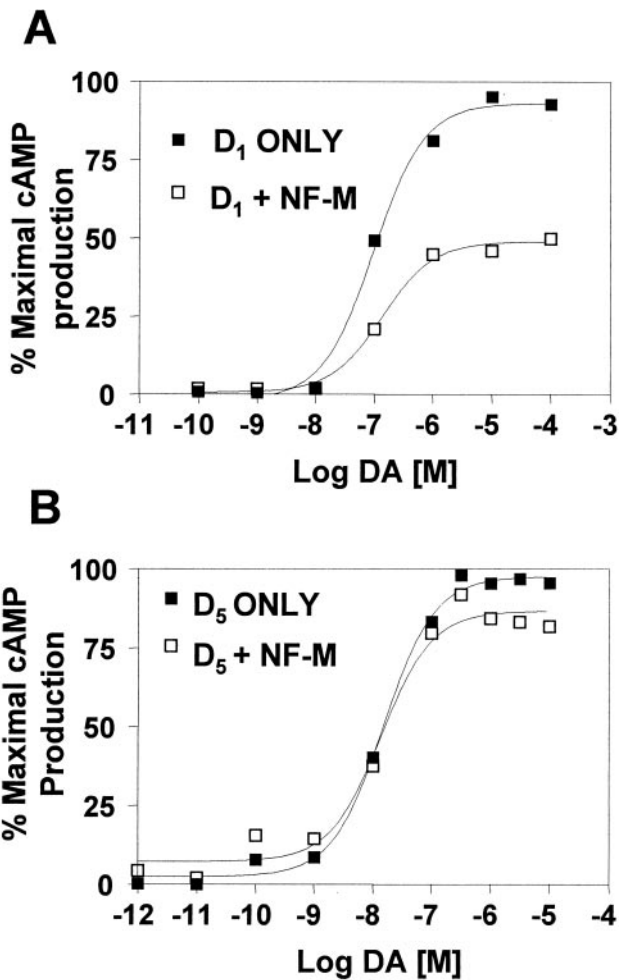 A
% Maximal cAMP
production
100
75
50
25
0
D₁ ONLY
D₁ + NF-M
-11 -10 -9 -8 -7 -6 -5 -4 -3
Log DA [M]
B
% Maximal cAMP
Production
100
75
50
25
0
D₅ ONLY
D₅ + NF-M
-12 -11 -10 -9 -8 -7 -6 -5 -4
Log DA [M]